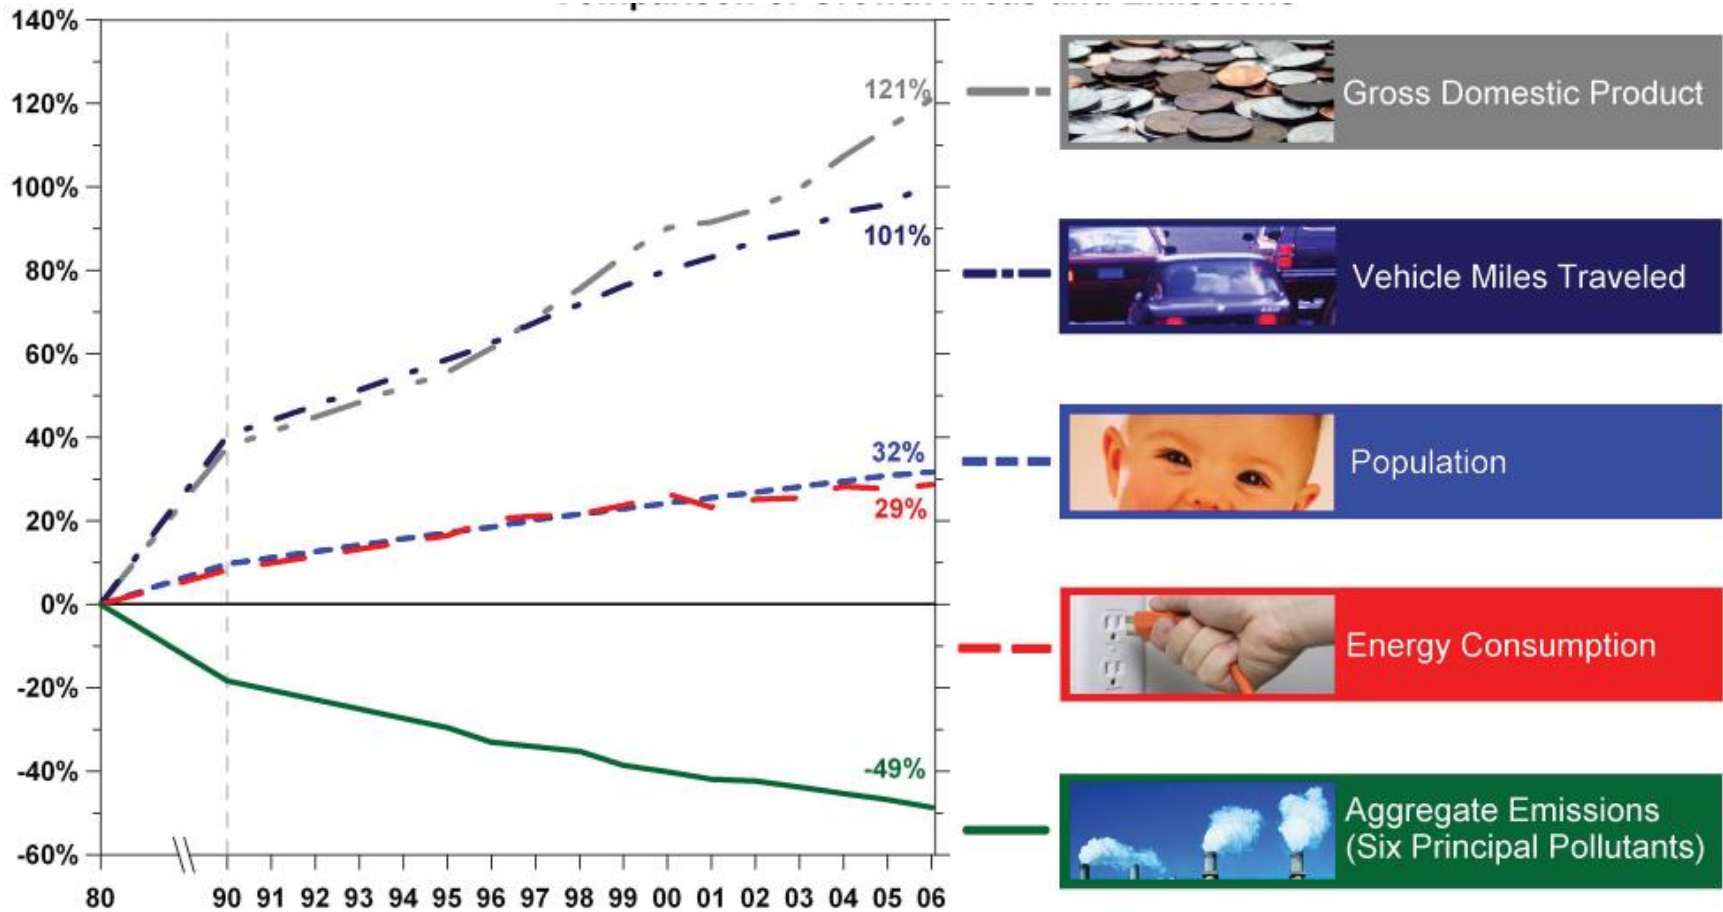 140%
120%
100%
80%
60%
40%
20%
0%
-20%
-40%
-60%
80 90 91 92 93 94 95 96 97 98 99 00 01 02 03 04 05 06
121%
101%
32%
29%
-49%
Gross Domestic Product
Vehicle Miles Traveled
Population
Energy Consumption
Aggregate Emissions
(Six Principal Pollutants)